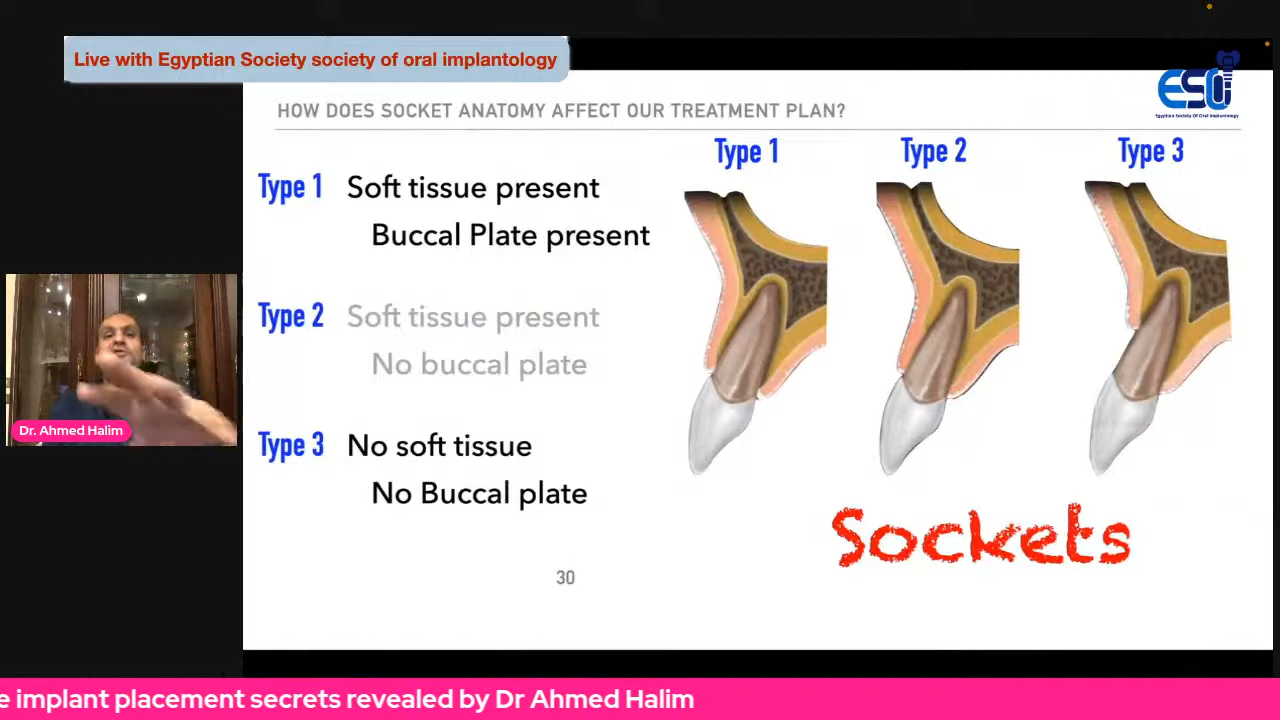 Live with Egyptian Society society of oral implantology
ESOI
Egyptian Society Of Oral Implantology
HOW DOES SOCKET ANATOMY AFFECT OUR TREATMENT PLAN?
Type 1 Type 2 Type 3
Type 1 Soft tissue present
Buccal Plate present
Type 2 Soft tissue present
No buccal plate
Type 3 No soft tissue
No Buccal plate
Sockets
30
Dr. Ahmed Halim
e implant placement secrets revealed by Dr Ahmed Halim